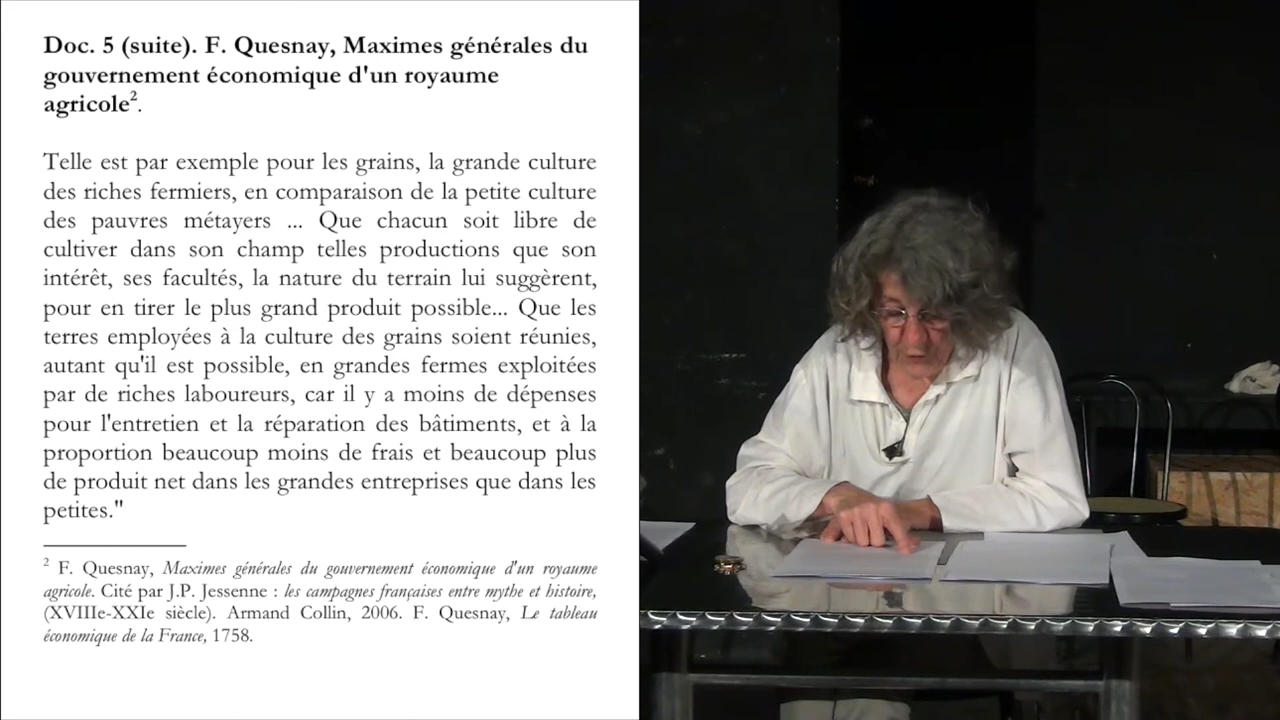 Doc. 5 (suite). F. Quesnay, Maximes générales du
gouvernement économique d'un royaume
agricole².
Telle est par exemple pour les grains, la grande culture
des riches fermiers, en comparaison de la petite culture
des pauvres métayers ... Que chacun soit libre de
cultiver dans son champ telles productions que son
intérêt, ses facultés, la nature du terrain lui suggèrent,
pour en tirer le plus grand produit possible... Que les
terres employées à la culture des grains soient réunies,
autant qu'il est possible, en grandes fermes exploitées
par de riches laboureurs, car il y a moins de dépenses
pour l'entretien et la réparation des bâtiments, et à la
proportion beaucoup moins de frais et beaucoup plus
de produit net dans les grandes entreprises que dans les
petites."
² F. Quesnay, Maximes générales du gouvernement économique d'un royaume
agricole. Cité par J.P. Jessenne : les campagnes françaises entre mythe et histoire,
(XVIIIe-XXIe siècle). Armand Collin, 2006. F. Quesnay, Le tableau
économique de la France, 1758.